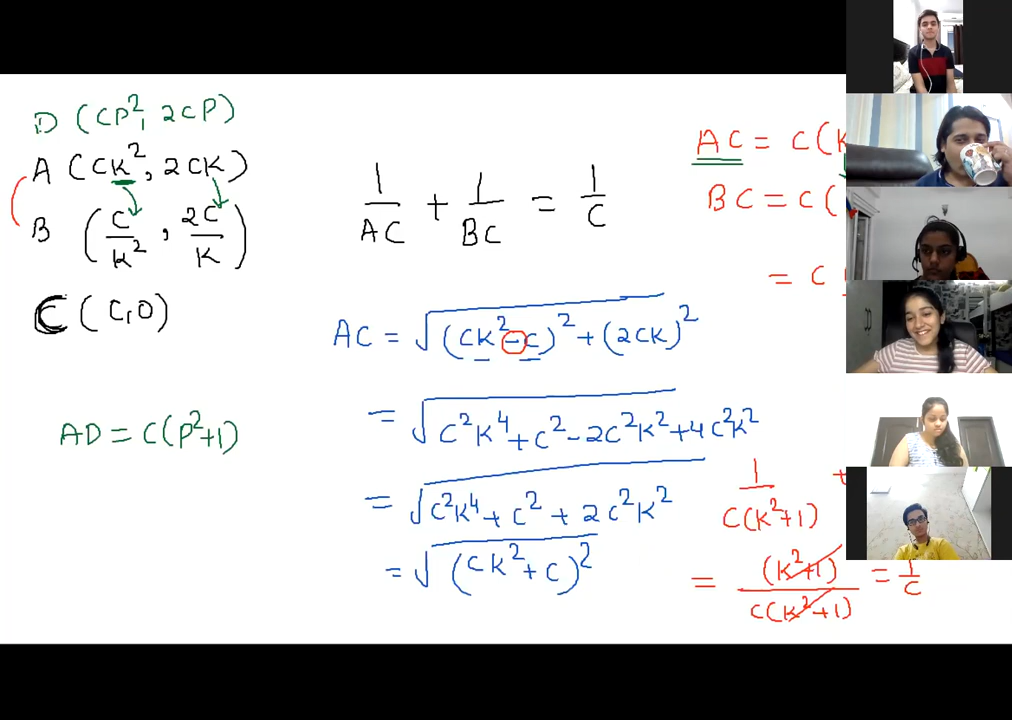 D (CP², 2CP)
A (CK², 2CK)
B (C/K², 2C/K)
C (C,0)
AD = C(P²+1)
1/AC + 1/BC = 1/C
AC = √(CK²-C)²+(2CK)²
= √C²K⁴+C²-2C²K²+4C²K²
= √C²K⁴+C²+2C²K²
= √(CK²+C)²
AC = C(K
BC = C(
= C
1/C(K²+1) +
= (K²+1)/C(K²+1) = 1/C